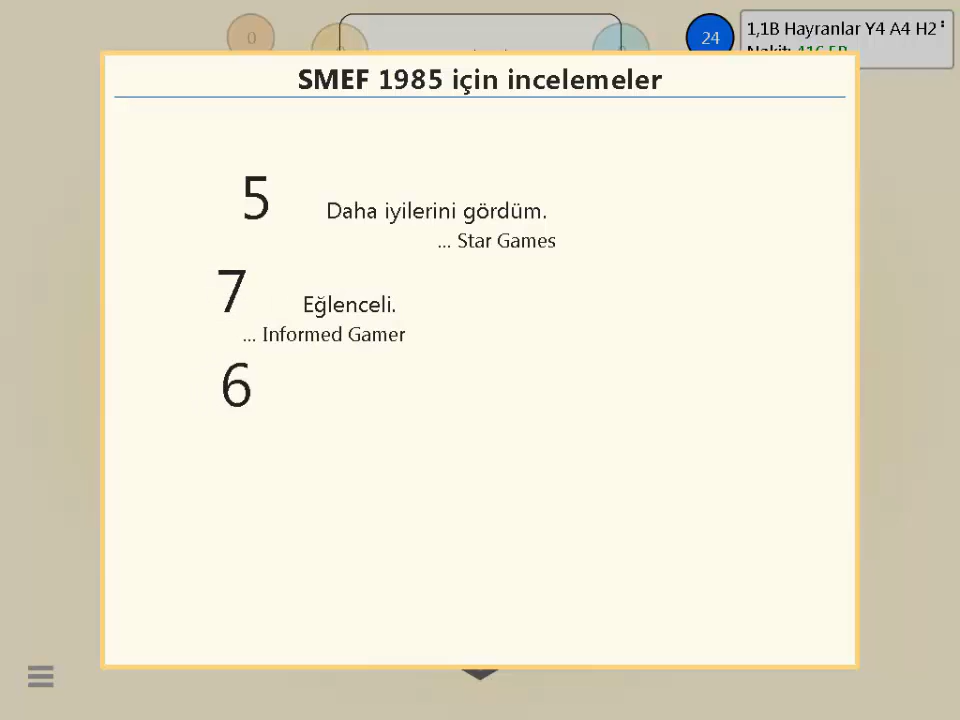 0
24
1,1B Hayranlar Y4 A4 H2
SMEF 1985 için incelemeler
5
Daha iyilerini gördüm.
... Star Games
7
Eğlenceli.
... Informed Gamer
6